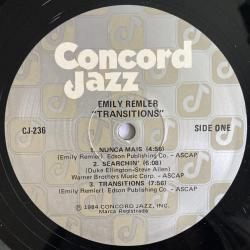 Concord
Jazz
EMILY REMLER
"TRANSITIONS"
CJ-236
SIDE ONE
1. NUNCA MAIS (4:56)
(Emily Remler) Edson Publishing Co. - ASCAP
2. SEARCHIN' (5:08)
(Duke Ellington-Steve Allen)
Warner Brothers Music Corp. - ASCAP
3. TRANSITIONS (7:56)
(Emily Remler) Edson Publishing Co. - ASCAP
© 1984 CONCORD JAZZ, INC.
Marca Registrada